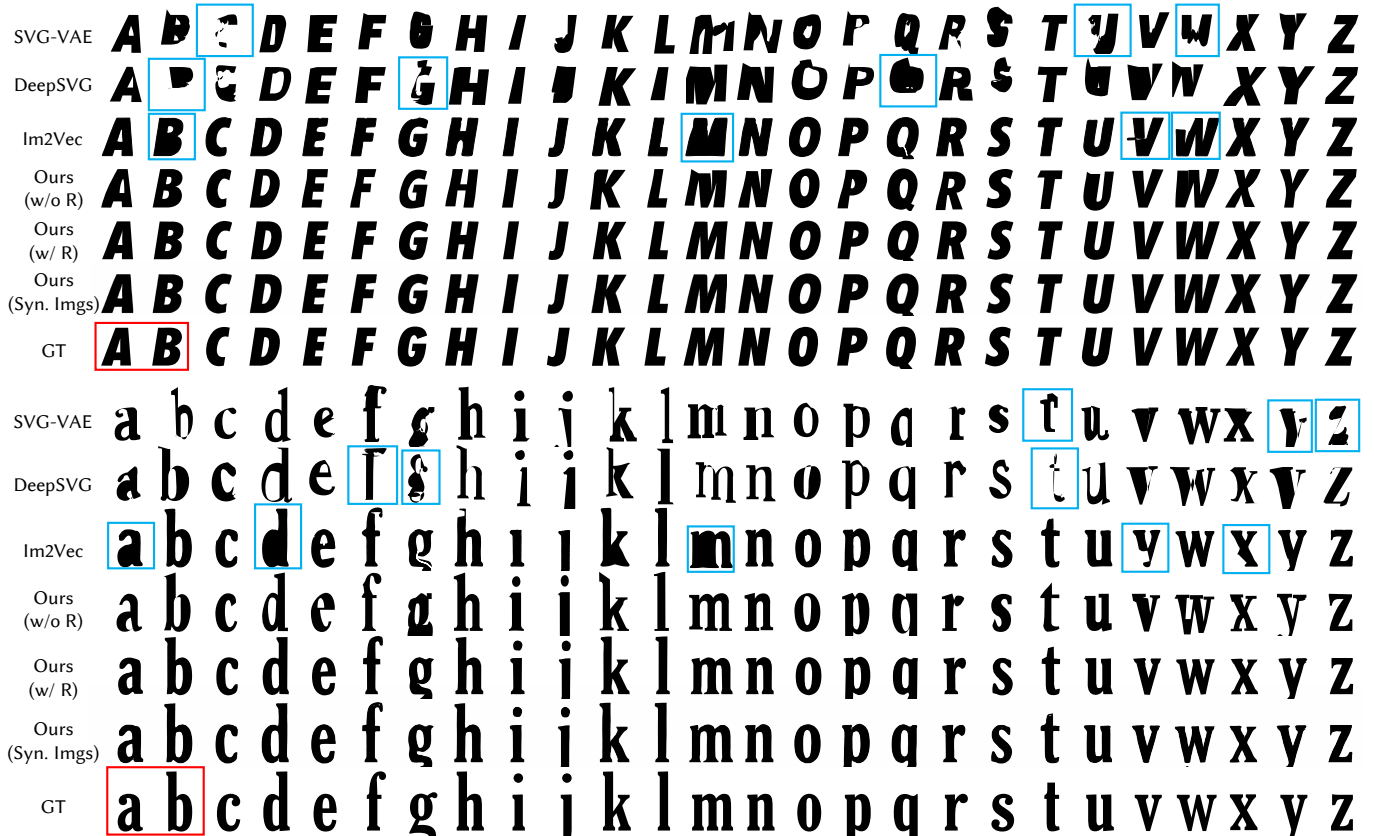 SVG-VAE A B C D E F G H I J K L M N O P Q R S T U V W X Y Z
DeepSVG A B C D E F G H I J K L M N O P Q R S T U V W X Y Z
Im2Vec A B C D E F G H I J K L M N O P Q R S T U V W X Y Z
Ours (w/o R) A B C D E F G H I J K L M N O P Q R S T U V W X Y Z
Ours (w/ R) A B C D E F G H I J K L M N O P Q R S T U V W X Y Z
Ours (Syn. Imgs) A B C D E F G H I J K L M N O P Q R S T U V W X Y Z
GT A B C D E F G H I J K L M N O P Q R S T U V W X Y Z
SVG-VAE a b c d e f g h i j k l m n o p q r s t u v w x y z
DeepSVG a b c d e f g h i j k l m n o p q r s t u v w x y z
Im2Vec a b c d e f g h i j k l m n o p q r s t u v w x y z
Ours (w/o R) a b c d e f g h i j k l m n o p q r s t u v w x y z
Ours (w/ R) a b c d e f g h i j k l m n o p q r s t u v w x y z
Ours (Syn. Imgs) a b c d e f g h i j k l m n o p q r s t u v w x y z
GT a b c d e f g h i j k l m n o p q r s t u v w x y z